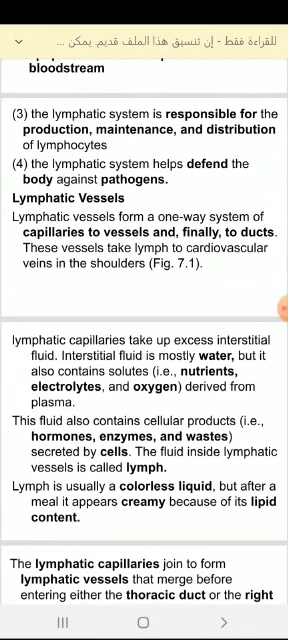 للقراءة فقط - إن تنسيق هذا الملف قديم. يمكن ...
bloodstream
(3) the lymphatic system is responsible for the
production, maintenance, and distribution
of lymphocytes
(4) the lymphatic system helps defend the
body against pathogens.
Lymphatic Vessels
Lymphatic vessels form a one-way system of
capillaries to vessels and, finally, to ducts.
These vessels take lymph to cardiovascular
veins in the shoulders (Fig. 7.1).
lymphatic capillaries take up excess interstitial
fluid. Interstitial fluid is mostly water, but it
also contains solutes (i.e., nutrients,
electrolytes, and oxygen) derived from
plasma.
This fluid also contains cellular products (i.e.,
hormones, enzymes, and wastes)
secreted by cells. The fluid inside lymphatic
vessels is called lymph.
Lymph is usually a colorless liquid, but after a
meal it appears creamy because of its lipid
content.
The lymphatic capillaries join to form
lymphatic vessels that merge before
entering either the thoracic duct or the right